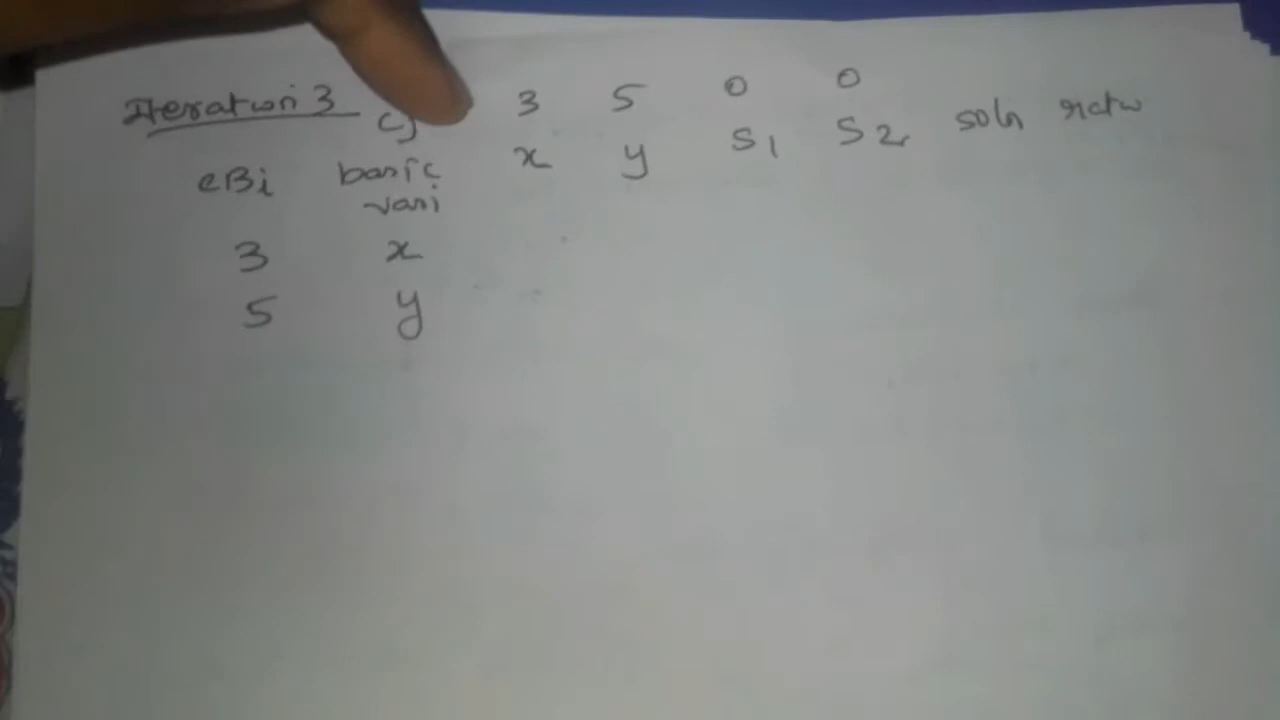 Iteration 3 Cj 3 5 0 0
CBi basic x y S1 S2 soln ratio
vari
3 x
5 y